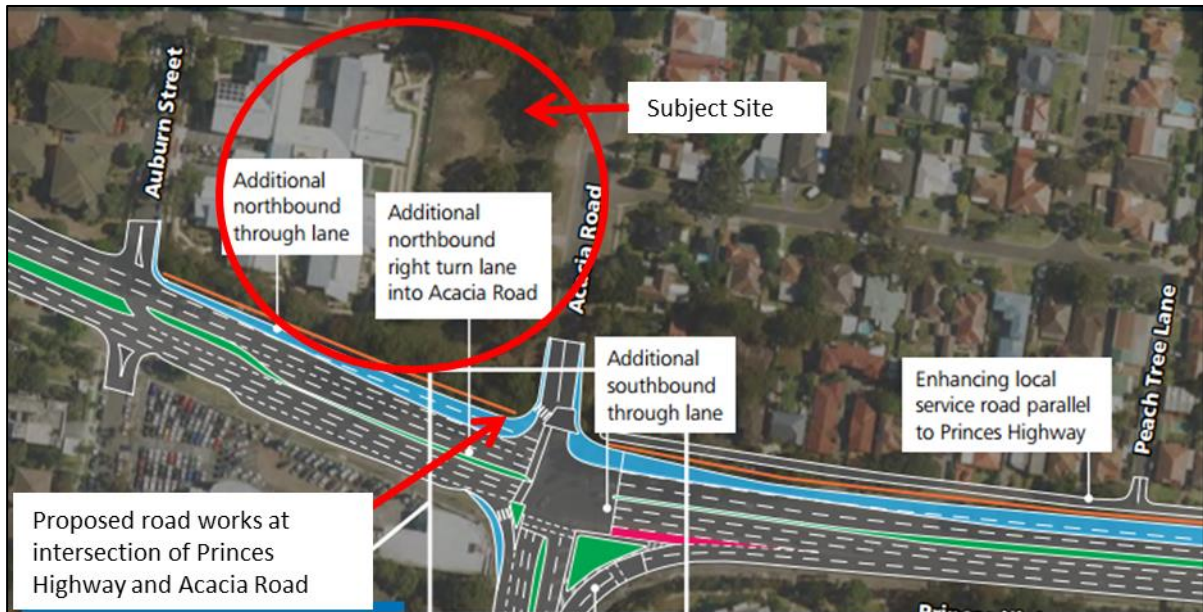 Auburn Street
Subject Site
Additional
northbound
through lane
Additional
northbound
right turn lane
into Acacia Road
Acacia Road
Additional
southbound
through lane
Enhancing local
service road parallel
to Princes Highway
Peach Tree Lane
Proposed road works at
intersection of Princes
Highway and Acacia Road